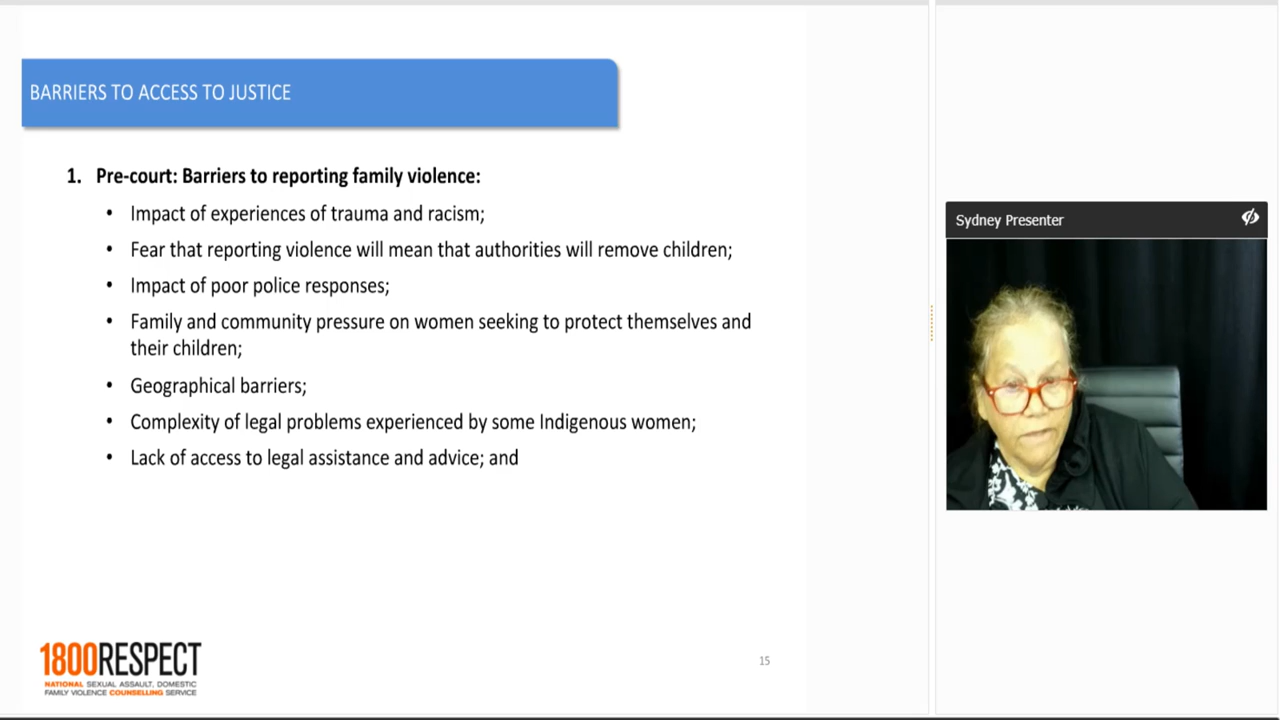 BARRIERS TO ACCESS TO JUSTICE
1. Pre-court: Barriers to reporting family violence:
• Impact of experiences of trauma and racism;
• Fear that reporting violence will mean that authorities will remove children;
• Impact of poor police responses;
• Family and community pressure on women seeking to protect themselves and
their children;
• Geographical barriers;
• Complexity of legal problems experienced by some Indigenous women;
• Lack of access to legal assistance and advice; and
1800RESPECT
NATIONAL SEXUAL ASSAULT, DOMESTIC
FAMILY VIOLENCE COUNSELLING SERVICE
15
Sydney Presenter